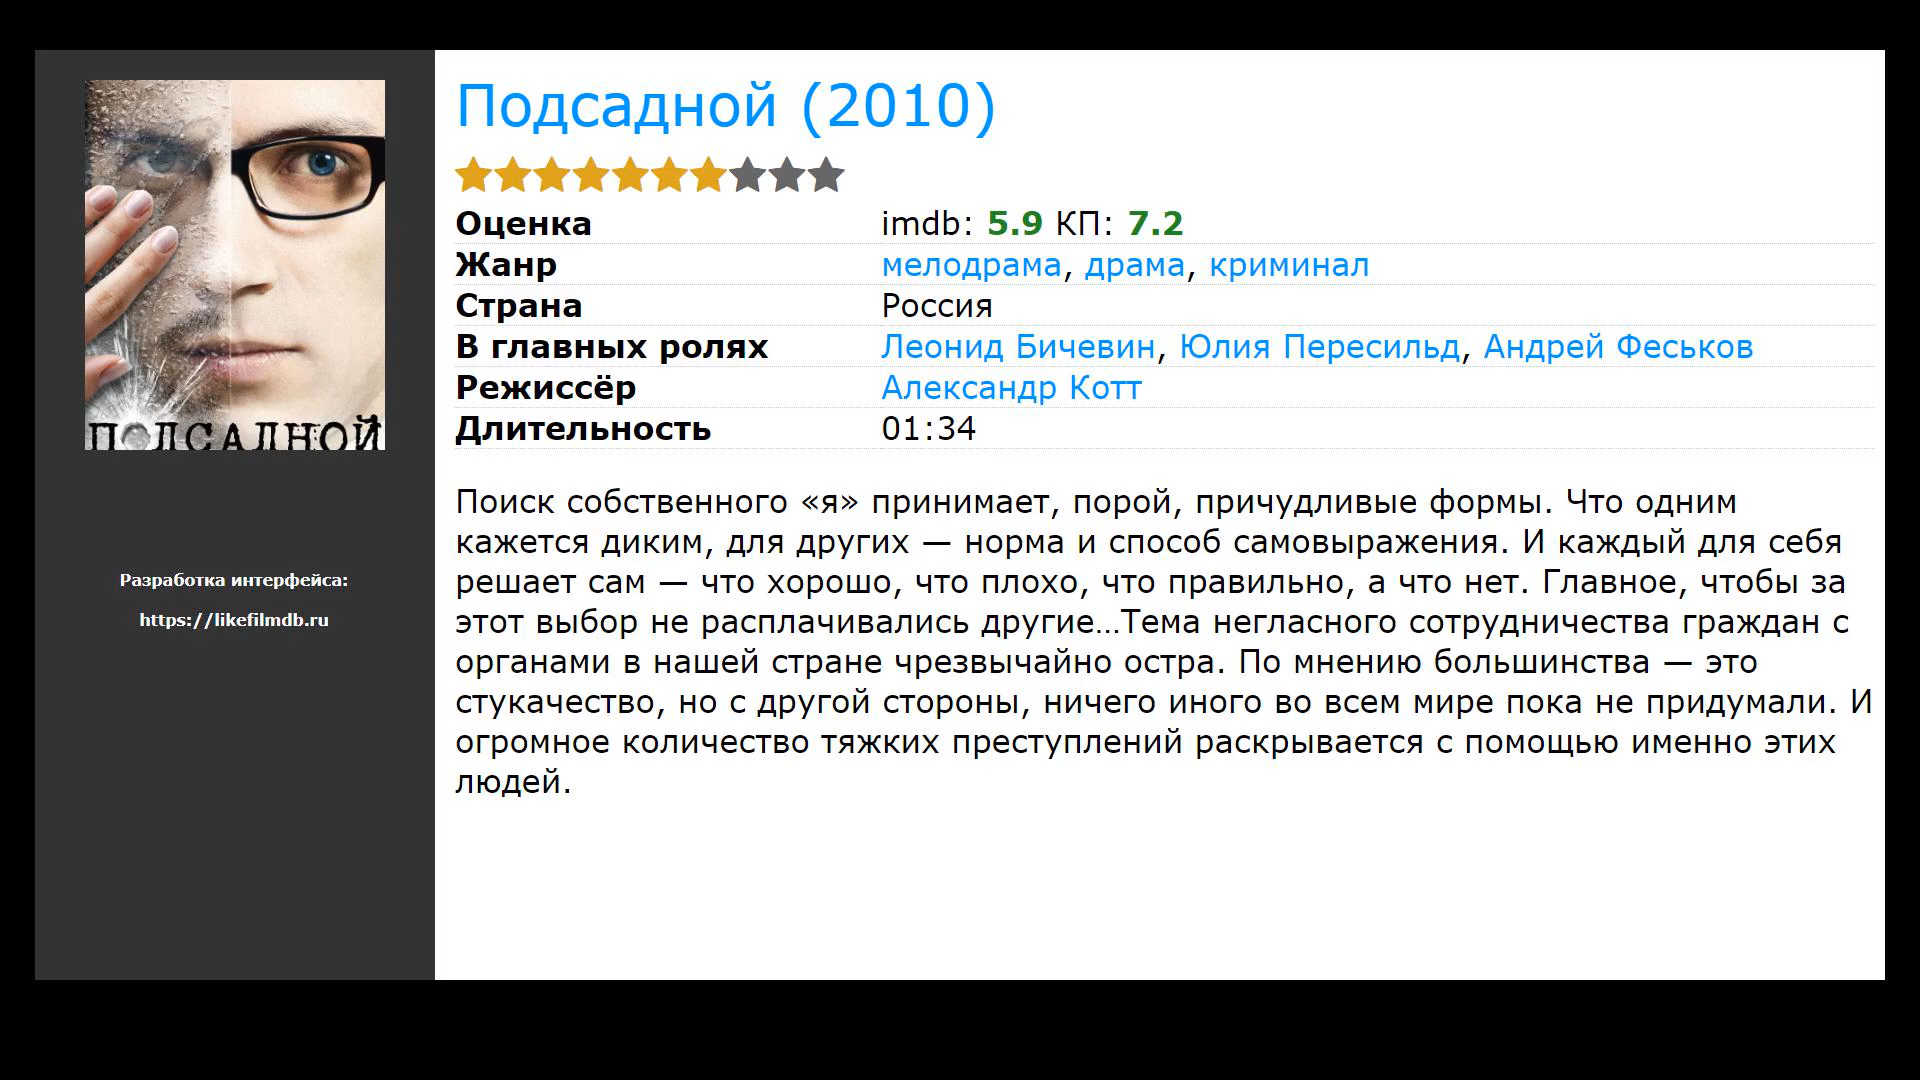 ПОДСАДНОЙ
Разработка интерфейса:
https://likefilmdb.ru
Подсадной (2010)
Оценка imdb: 5.9 КП: 7.2
Жанр мелодрама, драма, криминал
Страна Россия
В главных ролях Леонид Бичевин, Юлия Пересильд, Андрей Феськов
Режиссёр Александр Котт
Длительность 01:34
Поиск собственного «я» принимает, порой, причудливые формы. Что одним
кажется диким, для других — норма и способ самовыражения. И каждый для себя
решает сам — что хорошо, что плохо, что правильно, а что нет. Главное, чтобы за
этот выбор не расплачивались другие…Тема негласного сотрудничества граждан с
органами в нашей стране чрезвычайно остра. По мнению большинства — это
стукачество, но с другой стороны, ничего иного во всем мире пока не придумали. И
огромное количество тяжких преступлений раскрывается с помощью именно этих
людей.